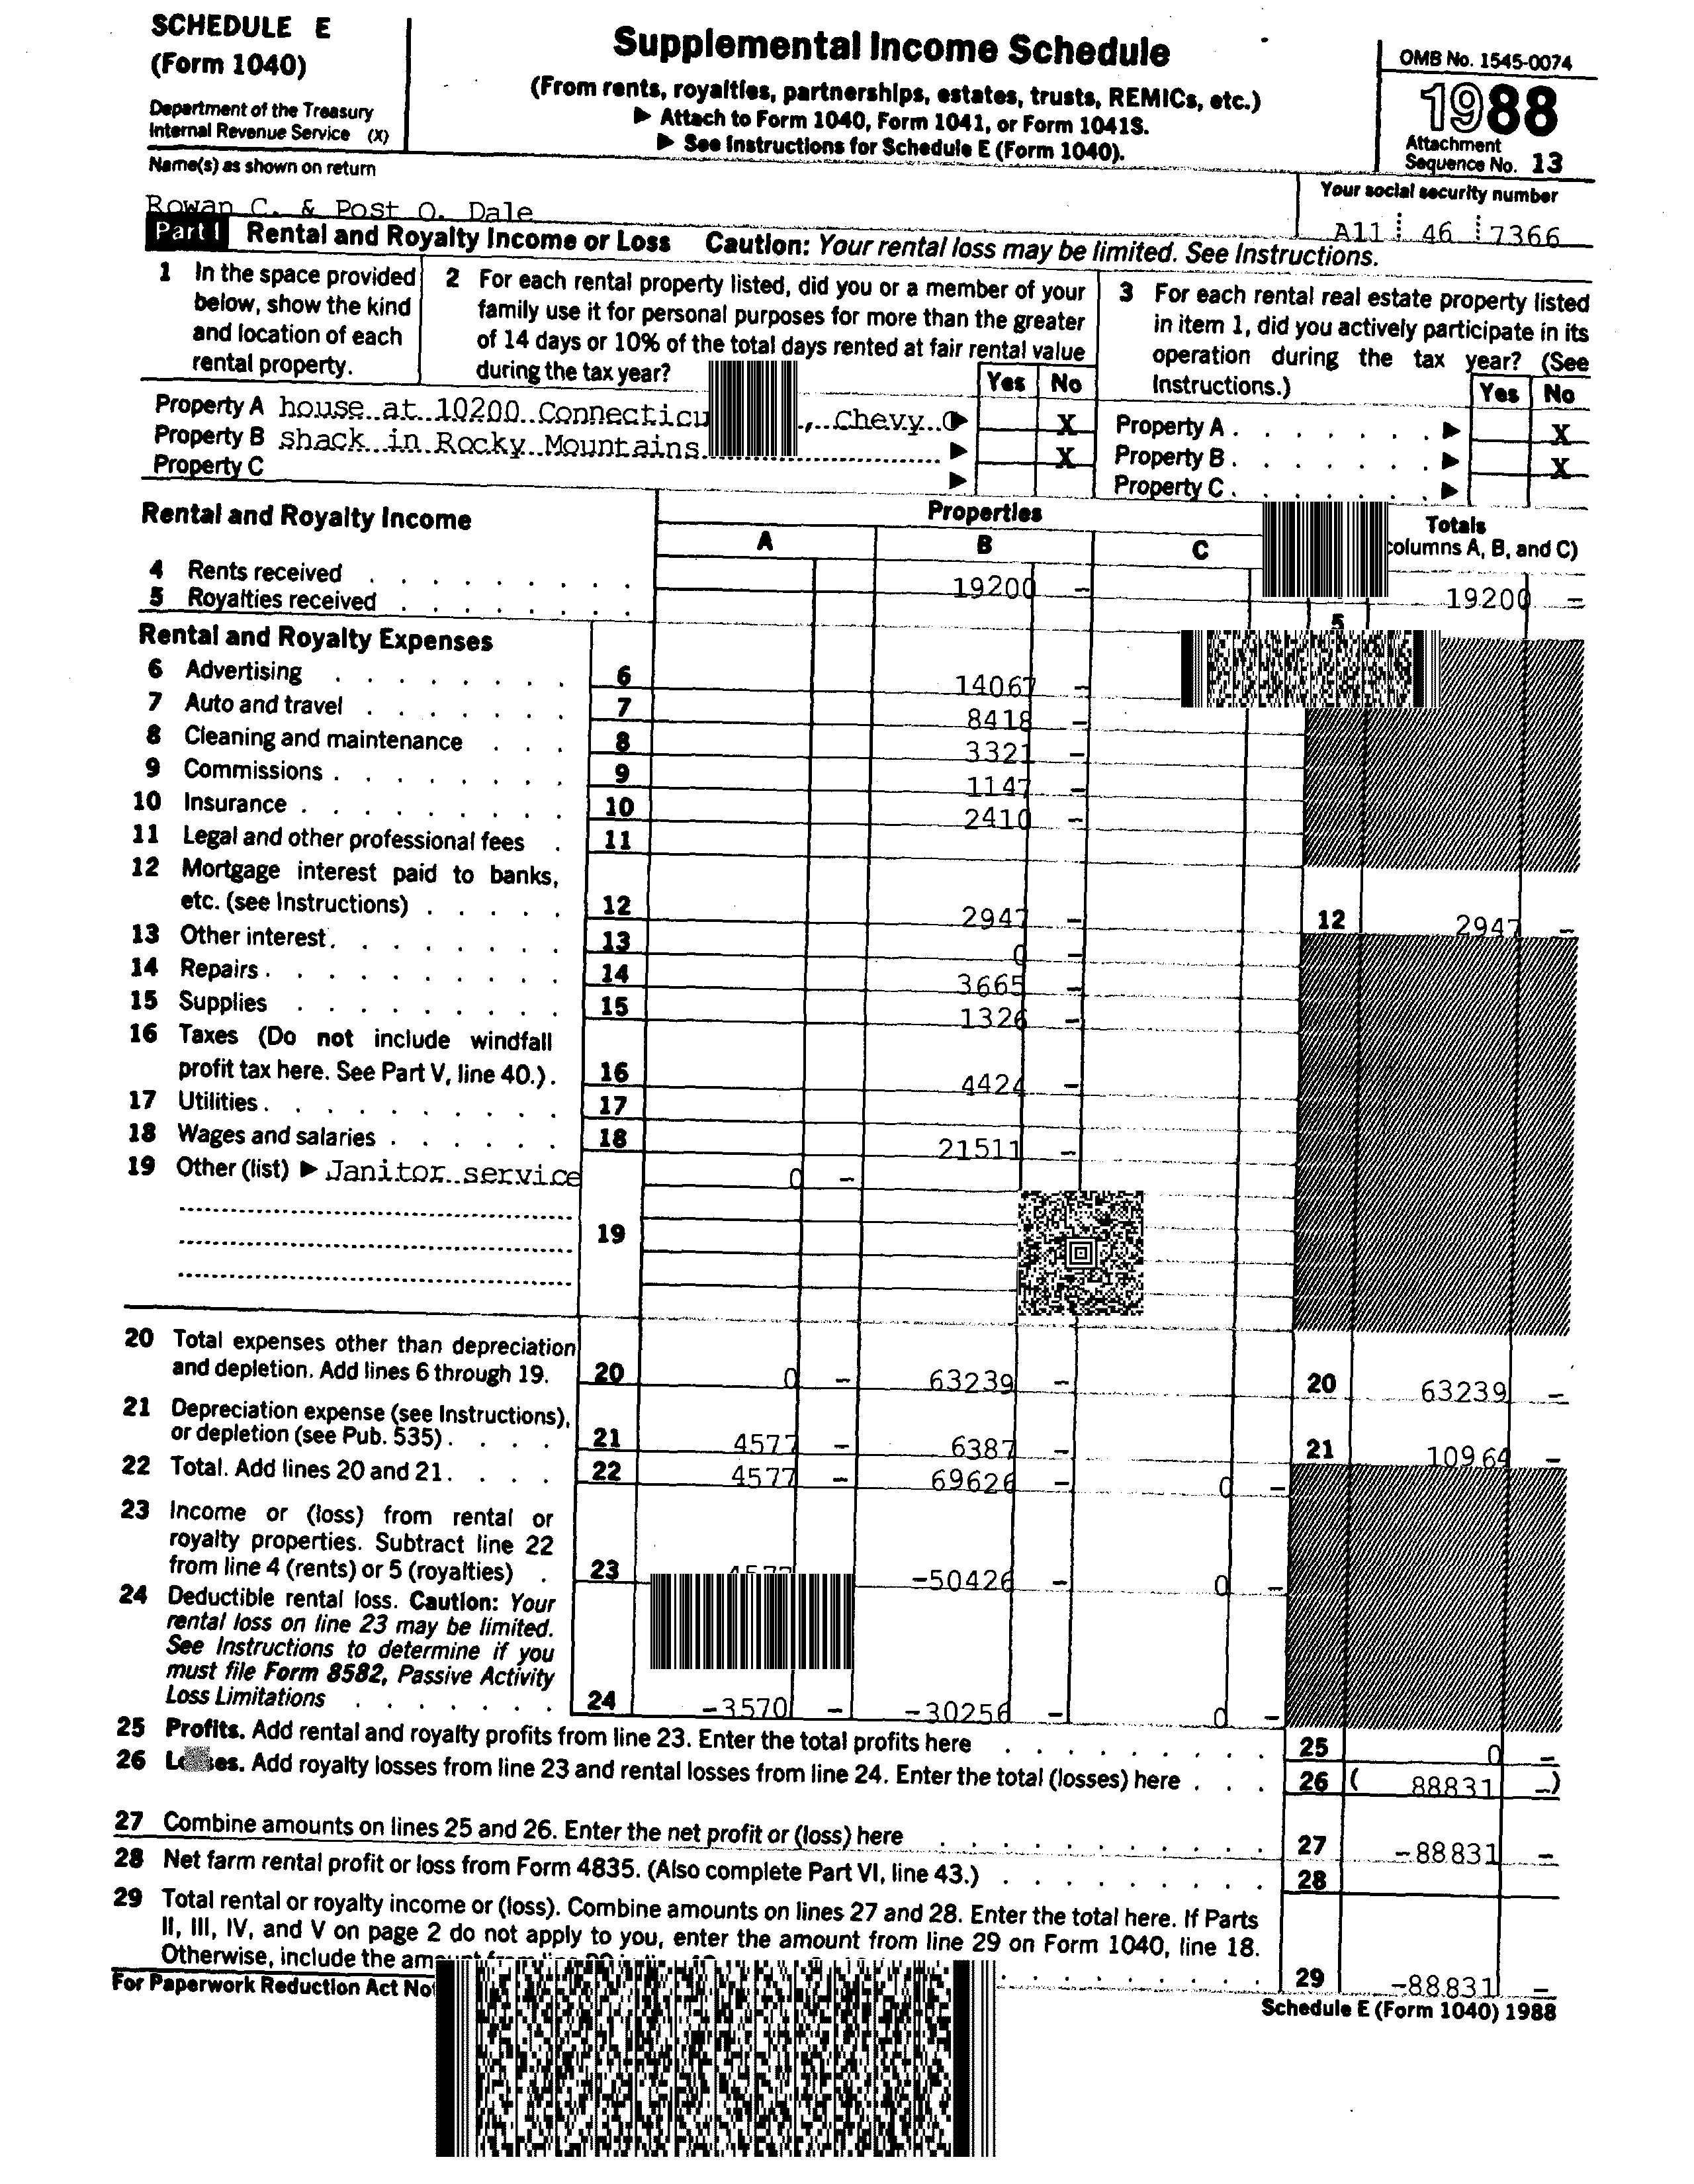 SCHEDULE E
(Form 1040)
Department of the Treasury
Internal Revenue Service (X)
Supplemental Income Schedule
(From rents, royalties, partnerships, estates, trusts, REMICs, etc.)
▶ Attach to Form 1040, Form 1041, or Form 1041S.
▶ See Instructions for Schedule E (Form 1040).
OMB No. 1545-0074
1988
Attachment
Sequence No. 13
Name(s) as shown on return
Rowan C. & Post O. Dale
Your social security number
A11 46 7366
Part I Rental and Royalty Income or Loss Caution: Your rental loss may be limited. See Instructions.
1 In the space provided
below, show the kind
and location of each
rental property.
2 For each rental property listed, did you or a member of your
family use it for personal purposes for more than the greater
of 14 days or 10% of the total days rented at fair rental value
during the tax year?
Yes No
3 For each rental real estate property listed
in item 1, did you actively participate in its
operation during the tax year? (See
Instructions.)
Yes No
Property A house at 10200 , Chevy ▶ X
Property B shack in Rocky Mountains ▶ X
Property C ▶
Property A . . . . . . . ▶ X
Property B . . . . . . . ▶ X
Property C . . . . . . . ▶
Rental and Royalty Income
Properties
A B C
Totals
columns A, B, and C)
4 Rents received . . . . . . . . . 19200 – 19200 –
5 Royalties received . . . . . . . . 5
Rental and Royalty Expenses
6 Advertising . . . . . . . . 6 14067 –
7 Auto and travel . . . . . . . 7 8418 –
8 Cleaning and maintenance . . . 8 3321 –
9 Commissions . . . . . . . . 9 1147 –
10 Insurance . . . . . . . . . 10 2410 –
11 Legal and other professional fees . 11
12 Mortgage interest paid to banks,
etc. (see Instructions) . . . . . 12 2947 – 12 2947 –
13 Other interest . . . . . . . . 13 0 –
14 Repairs . . . . . . . . . . 14 3665 –
15 Supplies . . . . . . . . . 15 1326 –
16 Taxes (Do not include windfall
profit tax here. See Part V, line 40.) . 16 4424 –
17 Utilities . . . . . . . . . . 17
18 Wages and salaries . . . . . . 18 21511 –
19 Other (list) ▶ Janitor service 0 –
19
20 Total expenses other than depreciation
and depletion. Add lines 6 through 19. 20 0 – 63239 – 20 63239 –
21 Depreciation expense (see Instructions),
or depletion (see Pub. 535) . . . . 21 4577 – 6387 – 21 10964 –
22 Total. Add lines 20 and 21 . . . . 22 4577 – 69626 – 0 –
23 Income or (loss) from rental or
royalty properties. Subtract line 22
from line 4 (rents) or 5 (royalties) . 23 -50426 – 0 –
24 Deductible rental loss. Caution: Your
rental loss on line 23 may be limited.
See Instructions to determine if you
must file Form 8582, Passive Activity
Loss Limitations . . . . . . . 24 -3570 – -30256 – 0 –
25 Profits. Add rental and royalty profits from line 23. Enter the total profits here . . . . . . . . . 25 0 –
26 Add royalty losses from line 23 and rental losses from line 24. Enter the total (losses) here . . . 26 ( 88831 – )
27 Combine amounts on lines 25 and 26. Enter the net profit or (loss) here . . . . . . . . . . . 27 -88831 –
28 Net farm rental profit or loss from Form 4835. (Also complete Part VI, line 43.) . . . . . . . . . 28
29 Total rental or royalty income or (loss). Combine amounts on lines 27 and 28. Enter the total here. If Parts
II, III, IV, and V on page 2 do not apply to you, enter the amount from line 29 on Form 1040, line 18.
Otherwise, include the . . . . . . . . . 29 -88831 –
For Paperwork Reduction Act
Schedule E (Form 1040) 1988